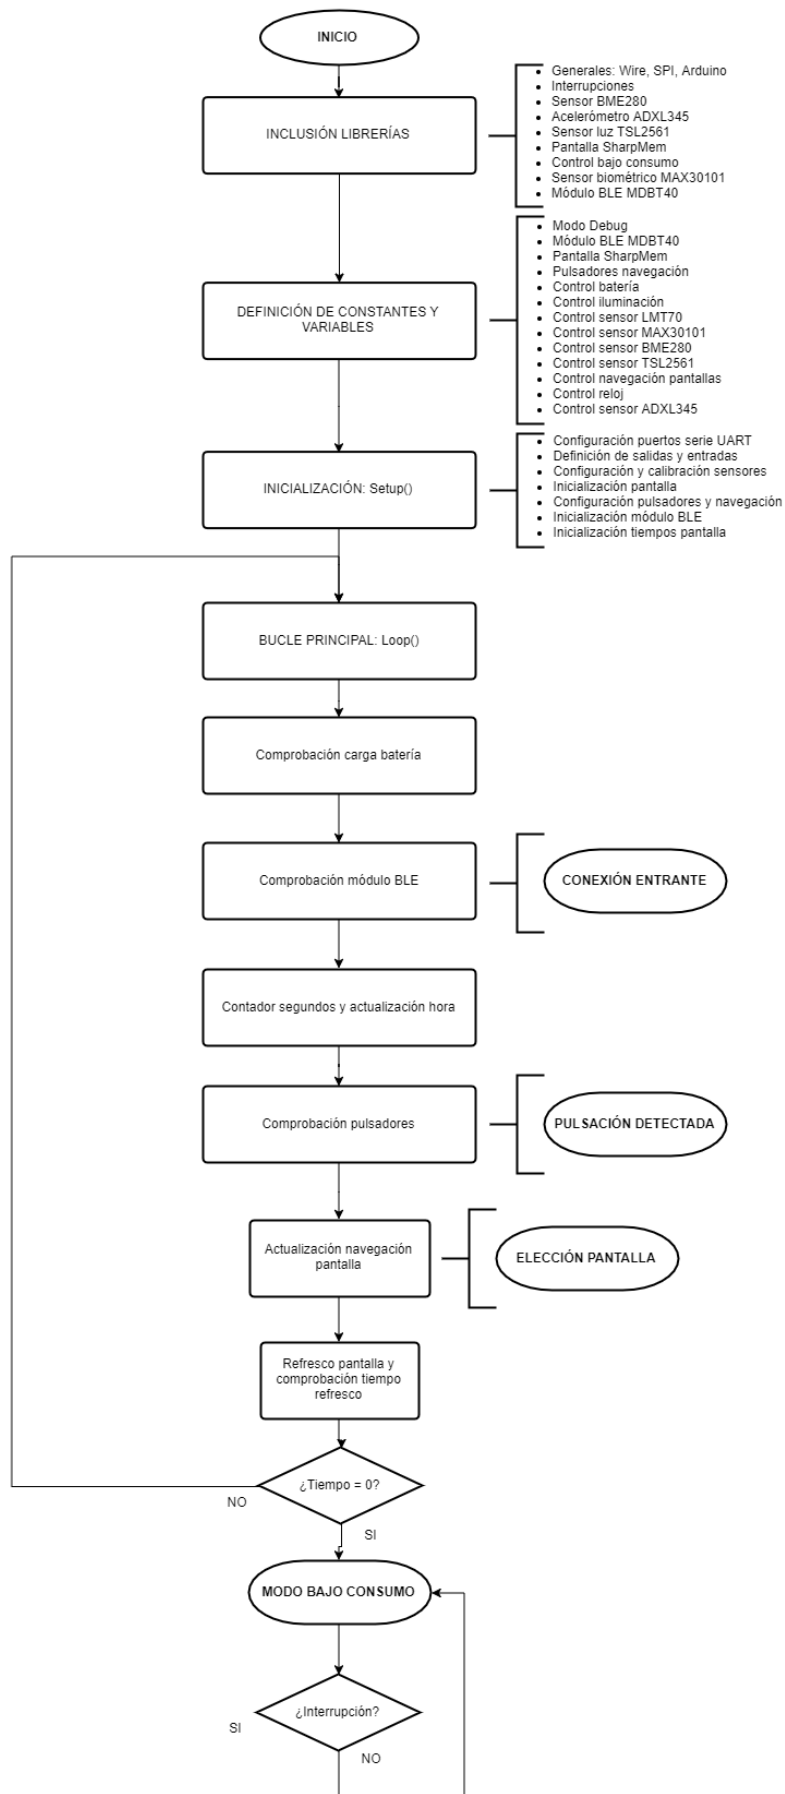 INICIO
INCLUSIÓN LIBRERÍAS
Generales: Wire, SPI, Arduino
Interrupciones
Sensor BME280
Acelerómetro ADXL345
Sensor luz TSL2561
Pantalla SharpMem
Control bajo consumo
Sensor biométrico MAX30101
Módulo BLE MDBT40
DEFINICIÓN DE CONSTANTES Y
VARIABLES
Modo Debug
Módulo BLE MDBT40
Pantalla SharpMem
Pulsadores navegación
Control batería
Control iluminación
Control sensor LMT70
Control sensor MAX30101
Control sensor BME280
Control sensor TSL2561
Control navegación pantallas
Control reloj
Control sensor ADXL345
INICIALIZACIÓN: Setup()
Configuración puertos serie UART
Definición de salidas y entradas
Configuración y calibración sensores
Inicialización pantalla
Configuración pulsadores y navegación
Inicialización módulo BLE
Inicialización tiempos pantalla
BUCLE PRINCIPAL: Loop()
Comprobación carga batería
Comprobación módulo BLE
CONEXIÓN ENTRANTE
Contador segundos y actualización hora
Comprobación pulsadores
PULSACIÓN DETECTADA
Actualización navegación
pantalla
ELECCIÓN PANTALLA
Refresco pantalla y
comprobación tiempo
refresco
¿Tiempo = 0?
NO
SI
MODO BAJO CONSUMO
¿Interrupción?
SI
NO